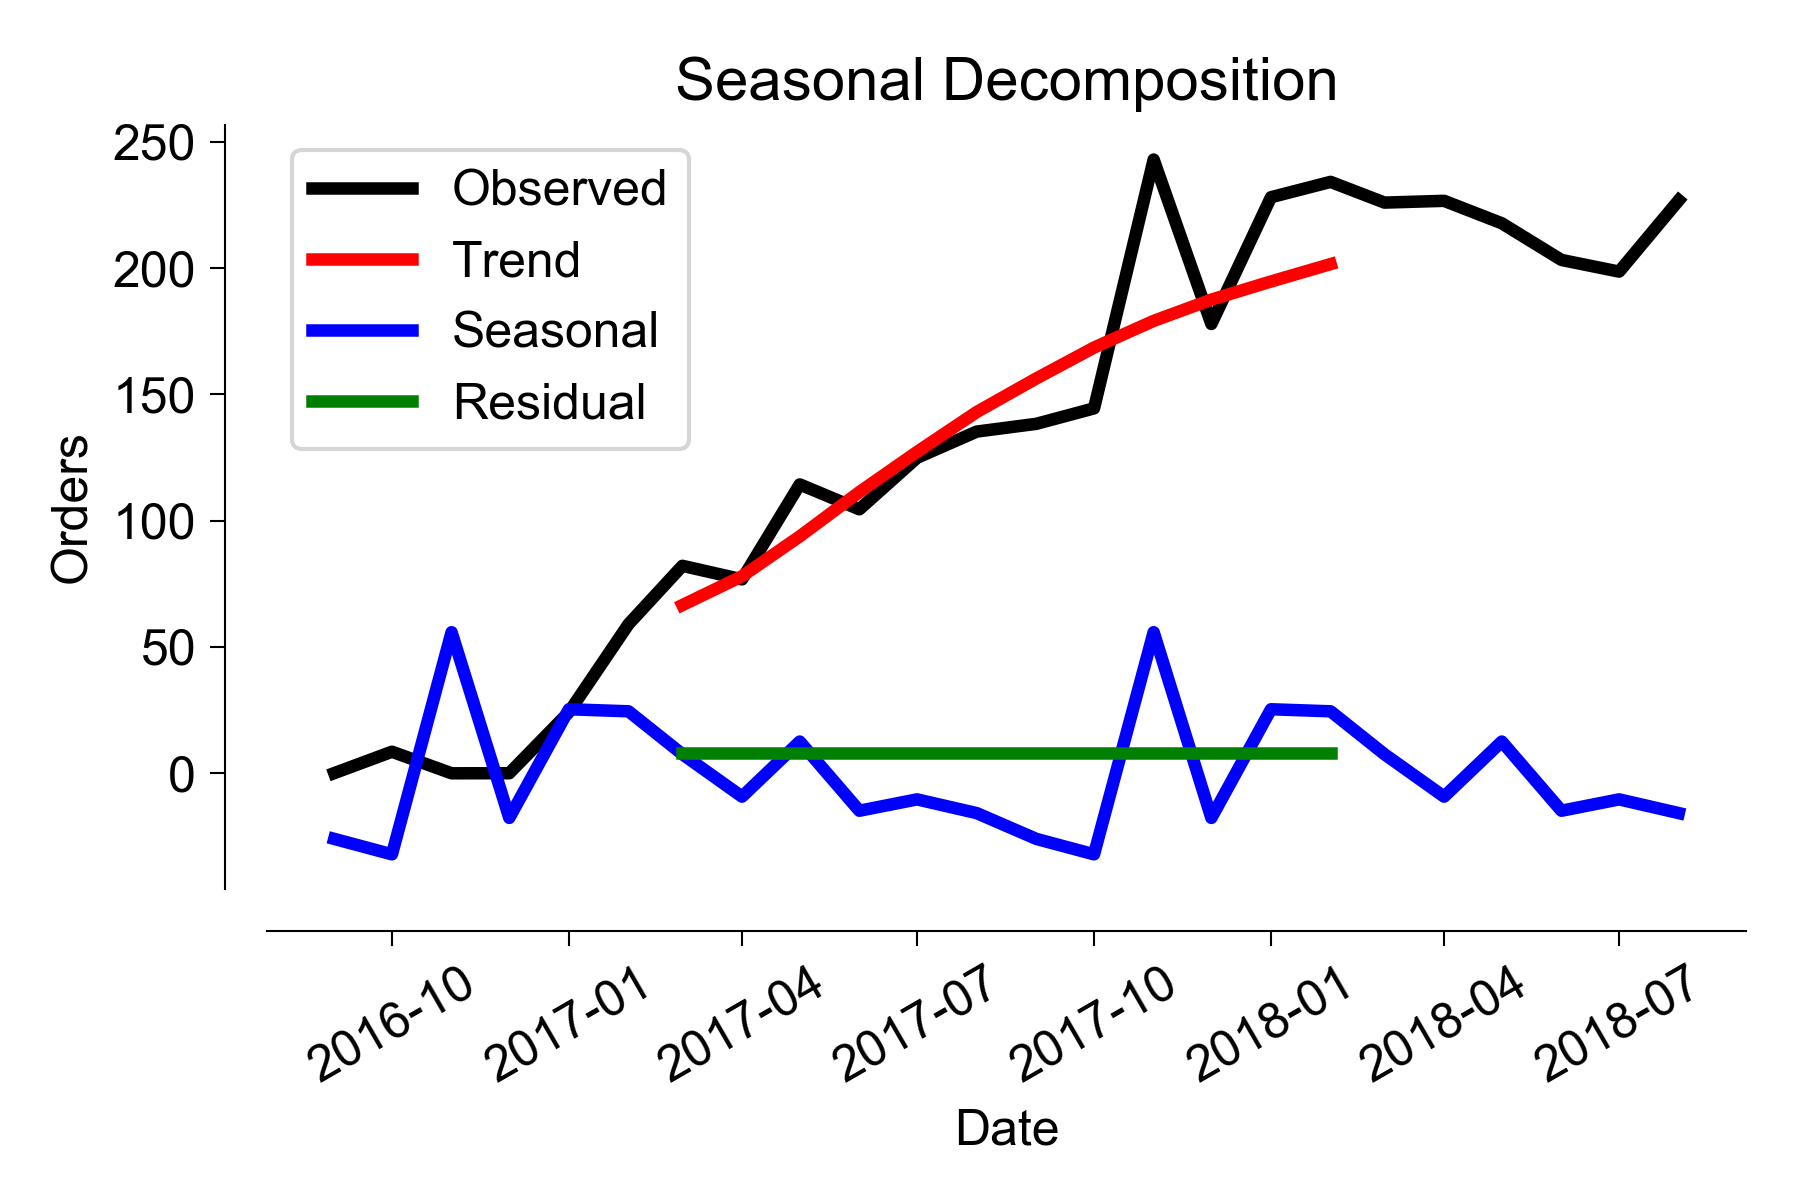 Seasonal Decomposition
250
200
150
100
50
0
Orders
Observed
Trend
Seasonal
Residual
2016-10
2017-01
2017-04
2017-07
2017-10
2018-01
2018-04
2018-07
Date